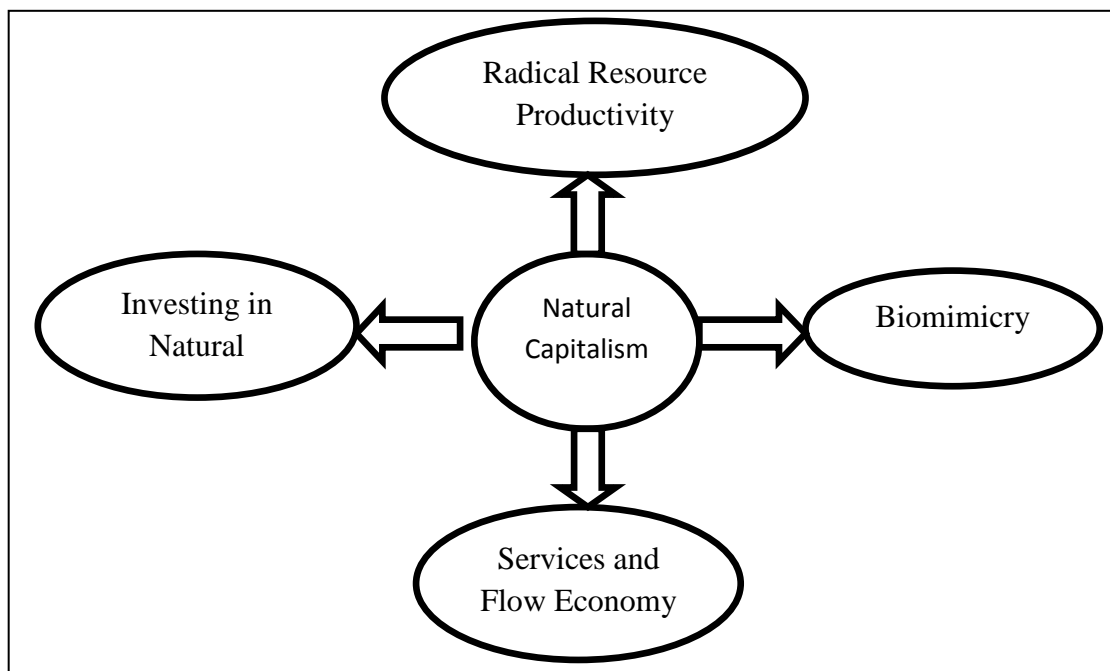 Radical Resource
Productivity
Investing in
Natural
Natural
Capitalism
Biomimicry
Services and
Flow Economy